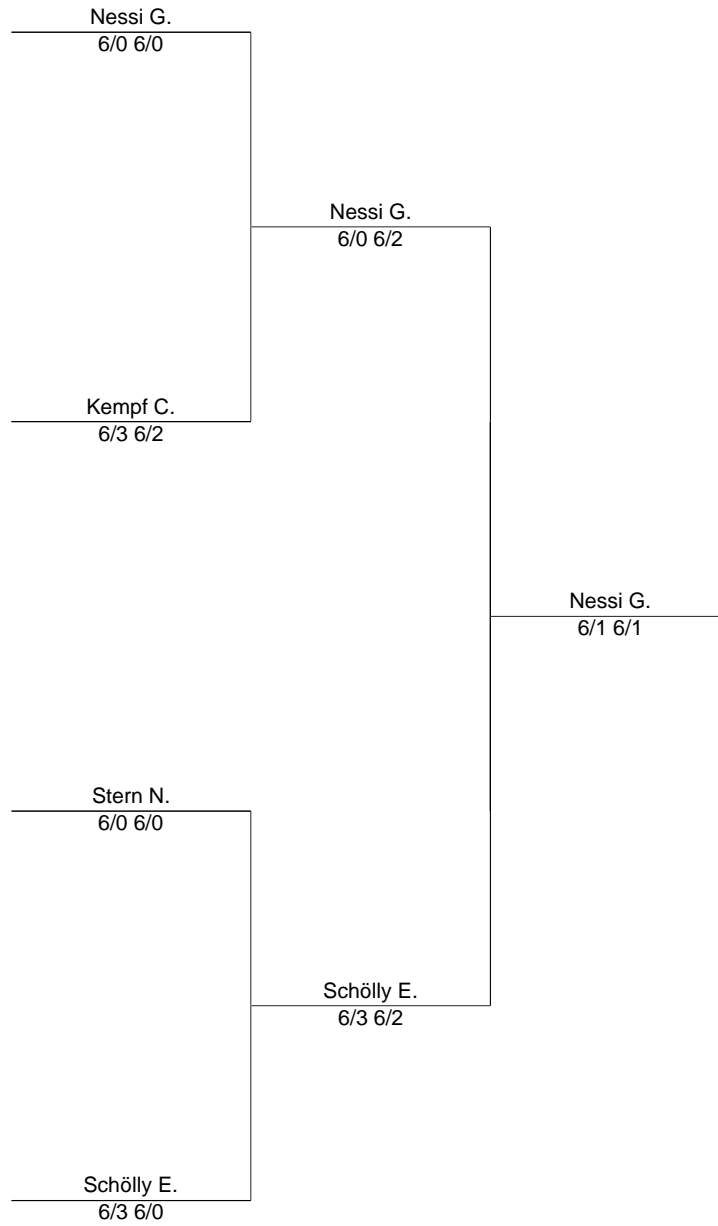 Nessi G.
6/0 6/0
Nessi G.
6/0 6/2
Kempf C.
6/3 6/2
Nessi G.
6/1 6/1
Stern N.
6/0 6/0
Schölly E.
6/3 6/2
Schölly E.
6/3 6/0